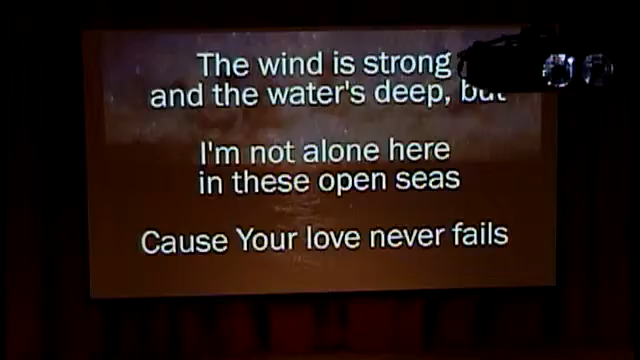 The wind is strong
and the water's deep, but
I'm not alone here
in these open seas
Cause Your love never fails